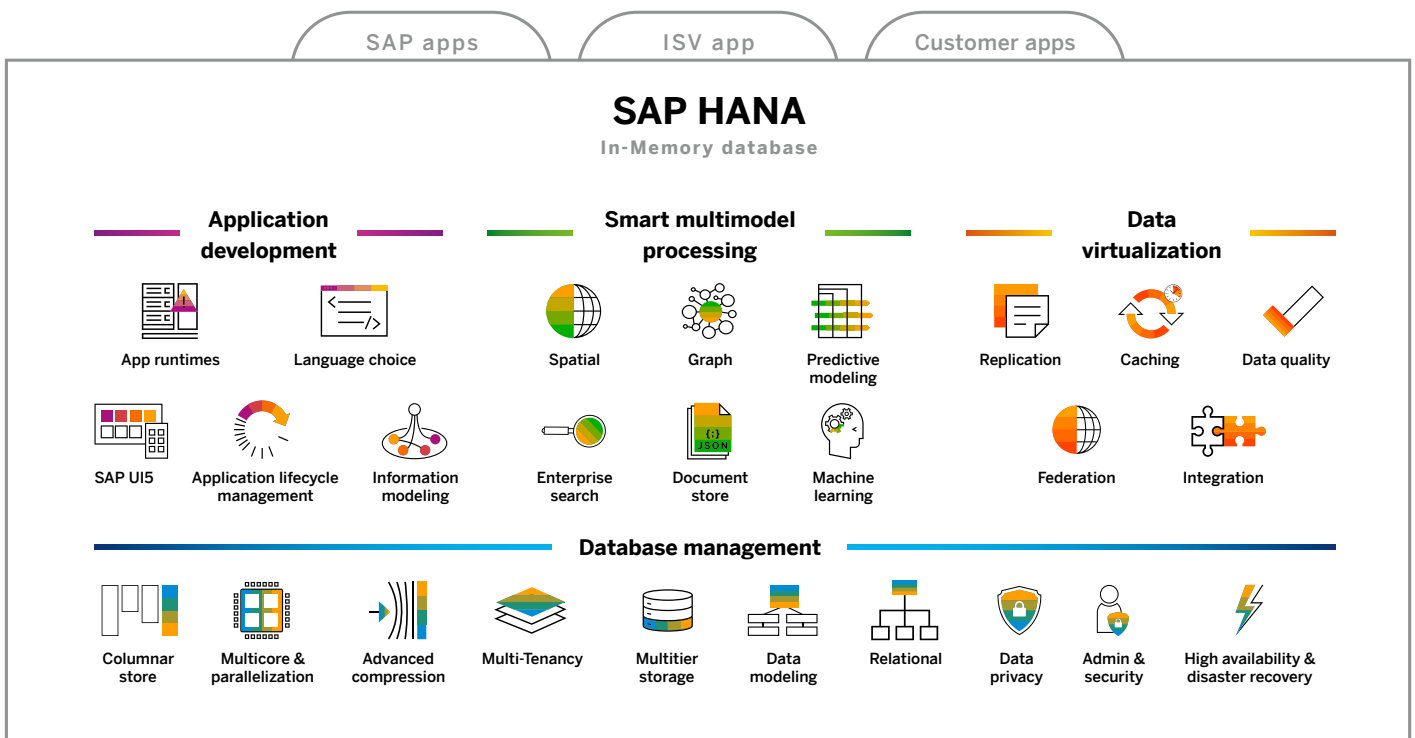 SAP apps
ISV app
Customer apps
SAP HANA
In-Memory database
Application
development
App runtimes
Language choice
SAP UI5
Application lifecycle
management
Information
modeling
Smart multimodel
processing
Spatial
Graph
Predictive
modeling
Enterprise
search
{:}
JSON
Document
store
Machine
learning
Data
virtualization
Replication
Caching
Data quality
Federation
Integration
Database management
Columnar
store
Multicore &
parallelization
Advanced
compression
Multi-Tenancy
Multitier
storage
Data
modeling
Relational
Data
privacy
Admin &
security
High availability &
disaster recovery